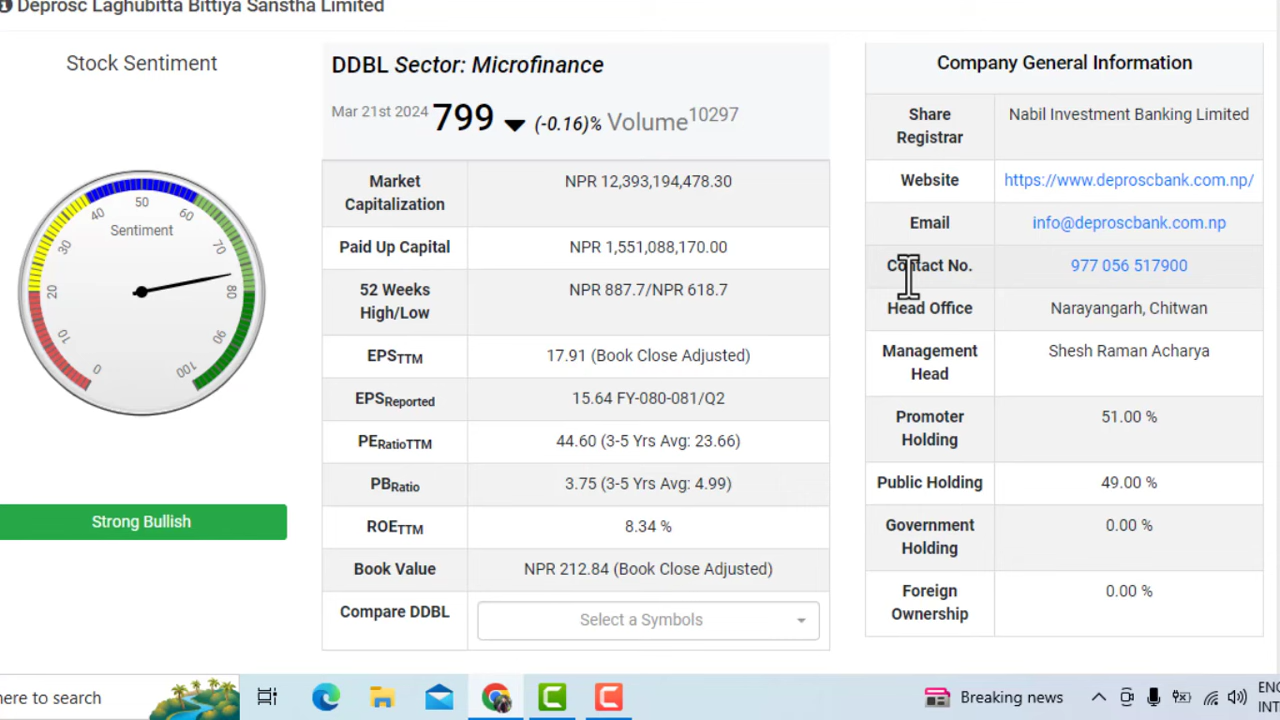 Deprosc Laghubitta Bittiya Sanstha Limited
Stock Sentiment
0
10
20
30
40
50
60
70
80
90
100
Sentiment
Strong Bullish
DDBL Sector: Microfinance
Mar 21st 2024 799 (-0.16)% Volume 10297
Market Capitalization NPR 12,393,194,478.30
Paid Up Capital NPR 1,551,088,170.00
52 Weeks High/Low NPR 887.7/NPR 618.7
EPSTTM 17.91 (Book Close Adjusted)
EPSReported 15.64 FY-080-081/Q2
PERatioTTM 44.60 (3-5 Yrs Avg: 23.66)
PBRatio 3.75 (3-5 Yrs Avg: 4.99)
ROETTM 8.34 %
Book Value NPR 212.84 (Book Close Adjusted)
Compare DDBL Select a Symbols
Company General Information
Share Registrar Nabil Investment Banking Limited
Website https://www.deproscbank.com.np/
Email info@deproscbank.com.np
Contact No. 977 056 517900
Head Office Narayangarh, Chitwan
Management Head Shesh Raman Acharya
Promoter Holding 51.00 %
Public Holding 49.00 %
Government Holding 0.00 %
Foreign Ownership 0.00 %
here to search
Breaking news
ENG
INT